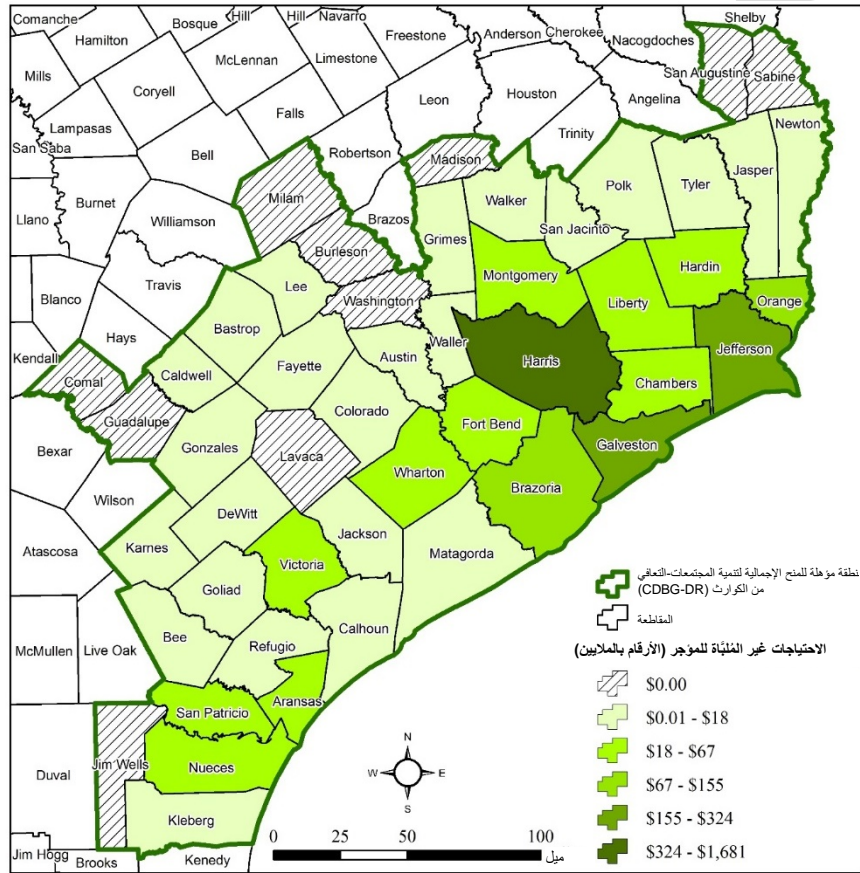 Comanche
Bosque
Hill
Hill
Navarro
Freestone
Anderson
Cherokee
Nacogdoches
Shelby
Hamilton
McLennan
Limestone
San Augustine
Sabine
Mills
Coryell
Leon
Houston
Angelina
Newton
Lampasas
Falls
Trinity
San Saba
Bell
Robertson
Madison
Jasper
Burnet
Milam
Walker
Polk
Tyler
Llano
Williamson
Brazos
Grimes
San Jacinto
Burleson
Travis
Lee
Montgomery
Hardin
Blanco
Washington
Liberty
Orange
Hays
Bastrop
Austin
Waller
Harris
Jefferson
Kendall
Caldwell
Fayette
Chambers
Comal
Colorado
Guadalupe
Fort Bend
Galveston
Bexar
Gonzales
Lavaca
Wharton
Brazoria
Wilson
DeWitt
Jackson
Atascosa
Karnes
Victoria
Matagorda
Goliad
McMullen
Live Oak
Bee
Refugio
Calhoun
San Patricio
Aransas
Duval
Jim Wells
Nueces
Kleberg
Jim Hogg
Brooks
Kenedy
N
W E
S
0 25 50 100
ميل
نطقة مؤهلة للمنح الإجمالية لتنمية المجتمعات-التعافي
من الكوارث (CDBG-DR)
المقاطعة
الاحتياجات غير المُلبَّاة للمؤجر (الأرقام بالملايين)
$0.00
$0.01 - $18
$18 - $67
$67 - $155
$155 - $324
$324 - $1,681